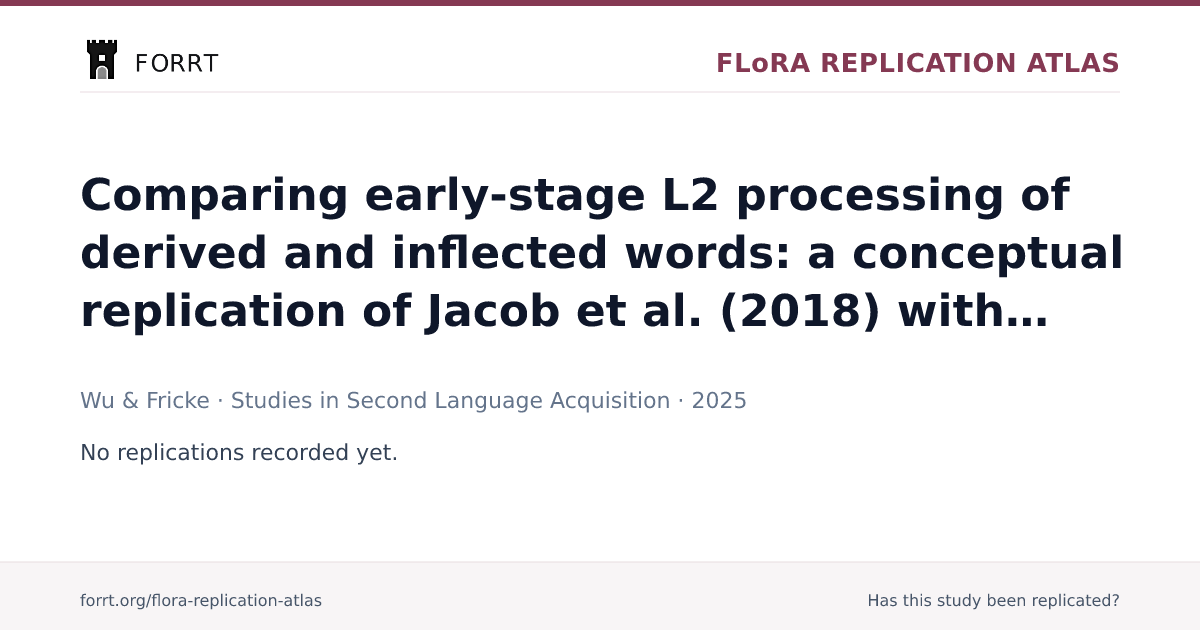 FORRT
FLoRA REPLICATION ATLAS
Comparing early-stage L2 processing of
derived and inflected words: a conceptual
replication of Jacob et al. (2018) with…
Wu & Fricke · Studies in Second Language Acquisition · 2025
No replications recorded yet.
forrt.org/flora-replication-atlas
Has this study been replicated?